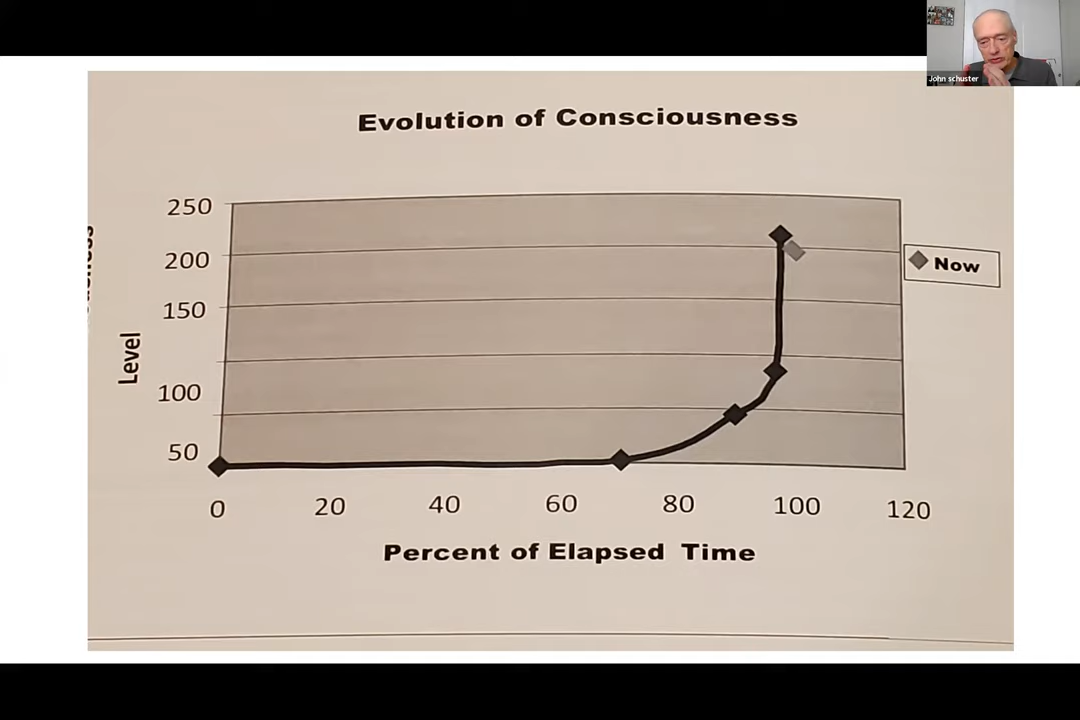 John schuster
Evolution of Consciousness
250
200
150
100
50
Level
0 20 40 60 80 100 120
Percent of Elapsed Time
Now